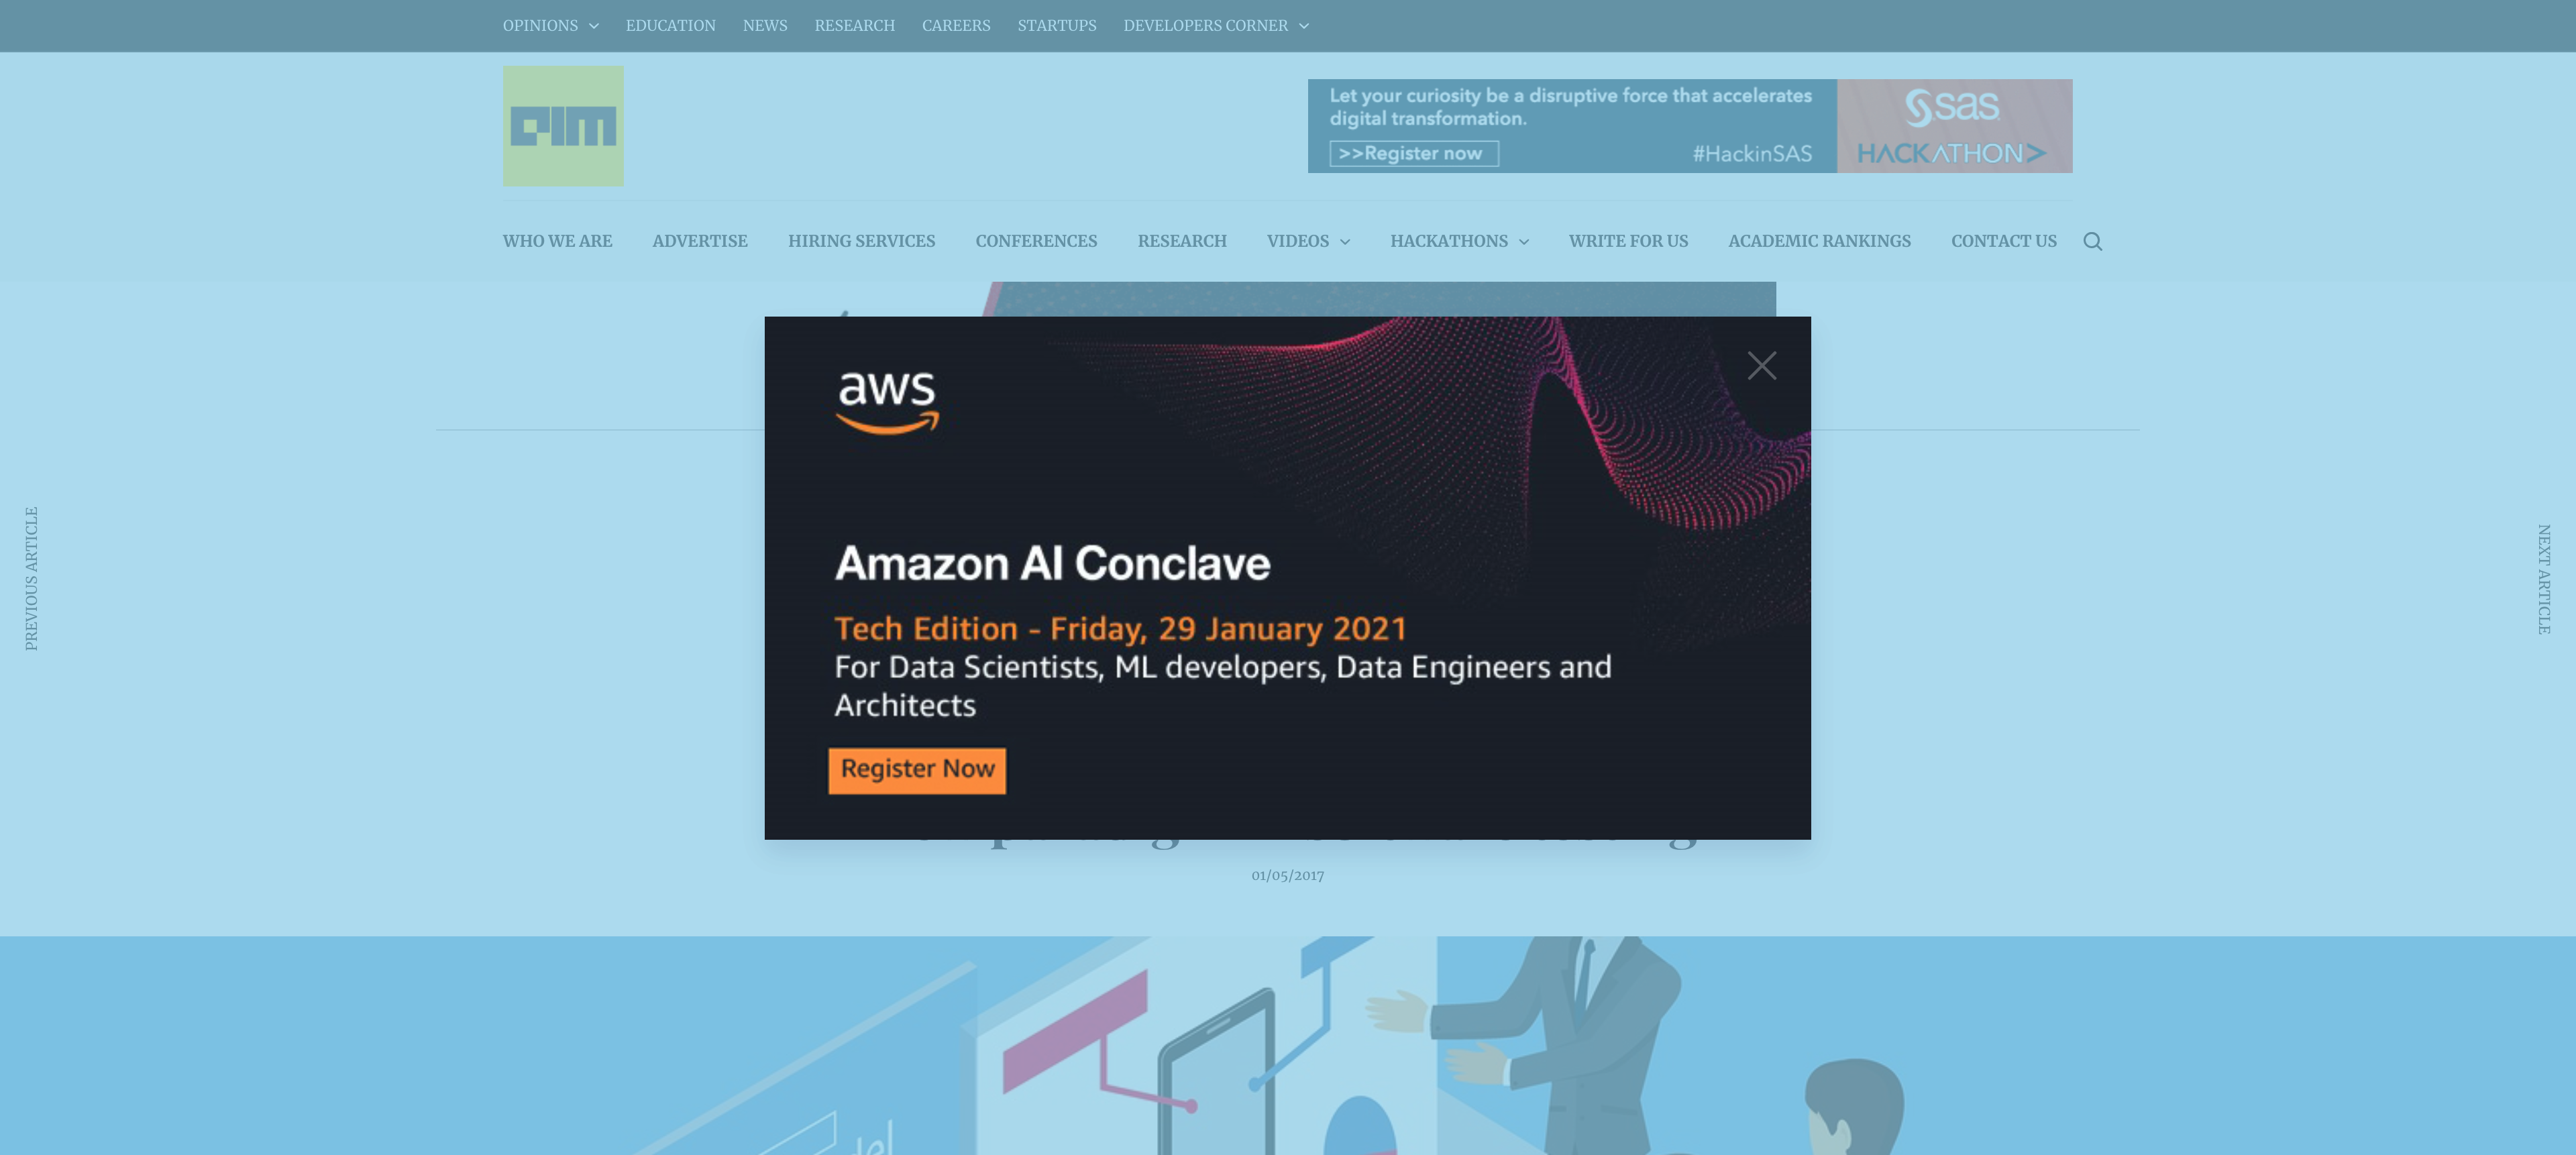 OPINIONS EDUCATION NEWS RESEARCH CAREERS STARTUPS DEVELOPERS CORNER
aim
Let your curiosity be a disruptive force that accelerates
digital transformation.
>>Register now #HackinSAS
sas
HACKATHON>
WHO WE ARE ADVERTISE HIRING SERVICES CONFERENCES RESEARCH VIDEOS HACKATHONS WRITE FOR US ACADEMIC RANKINGS CONTACT US
aws
PREVIOUS ARTICLE
NEXT ARTICLE
Amazon AI Conclave
Tech Edition - Friday, 29 January 2021
For Data Scientists, ML developers, Data Engineers and
Architects
Register Now
01/05/2017